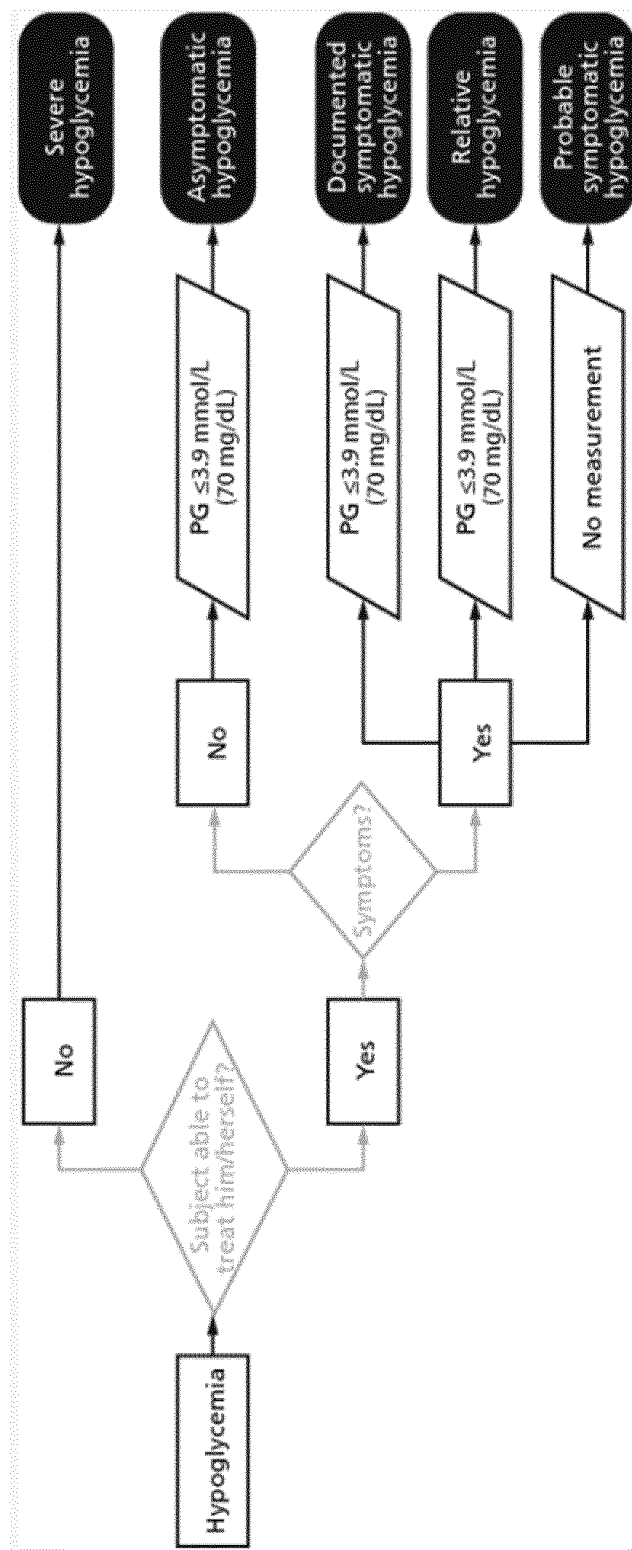 Hypoglycemia
Subject able to
treat him/herself?
No
Yes
Symptoms?
No
Yes
PG ≤3.9 mmol/L
(70 mg/dL)
PG ≤3.9 mmol/L
(70 mg/dL)
PG ≤3.9 mmol/L
(70 mg/dL)
No measurement
Severe
hypoglycemia
Asymptomatic
hypoglycemia
Documented
symptomatic
hypoglycemia
Relative
hypoglycemia
Probable
symptomatic
hypoglycemia